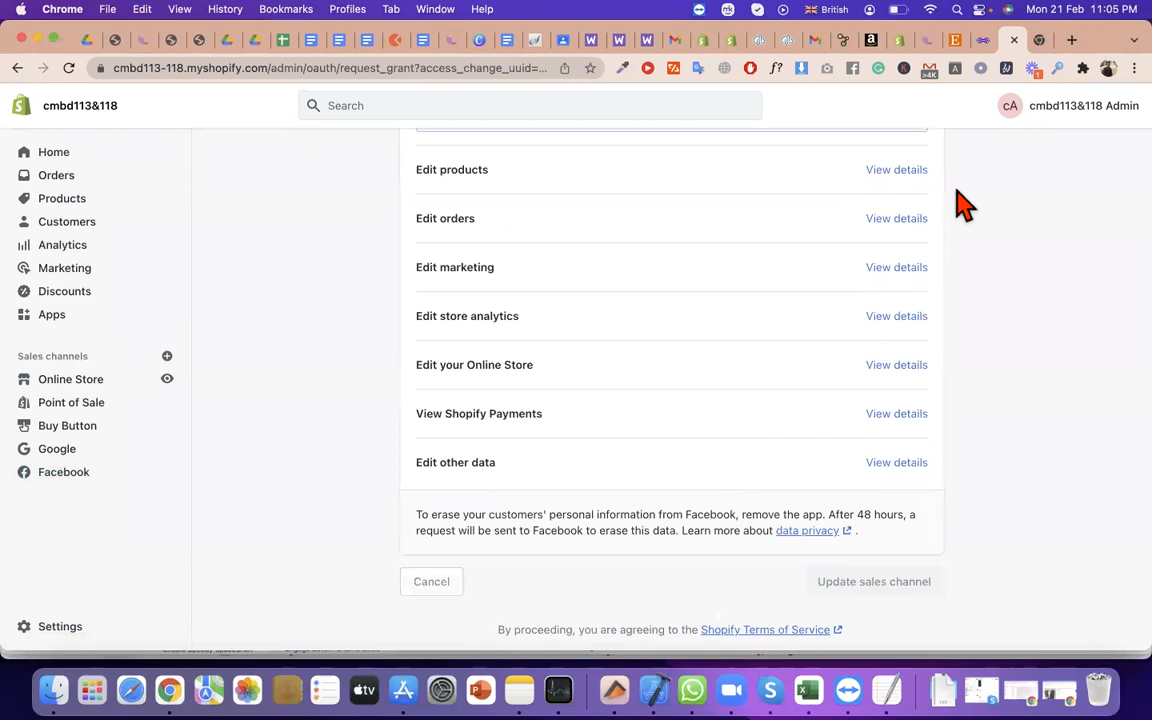 Chrome File Edit View History Bookmarks Profiles Tab Window Help British Mon 21 Feb 11:05 PM
cmbd113-118.myshopify.com/admin/oauth/request_grant?access_change_uuid=...
cmbd113&118
Search
cA cmbd113&118 Admin
Home
Orders
Products
Customers
Analytics
Marketing
Discounts
Apps
Sales channels
Online Store
Point of Sale
Buy Button
Google
Facebook
Settings
Edit products View details
Edit orders View details
Edit marketing View details
Edit store analytics View details
Edit your Online Store View details
View Shopify Payments View details
Edit other data View details
To erase your customers' personal information from Facebook, remove the app. After 48 hours, a
request will be sent to Facebook to erase this data. Learn more about data privacy .
Cancel Update sales channel
By proceeding, you are agreeing to the Shopify Terms of Service